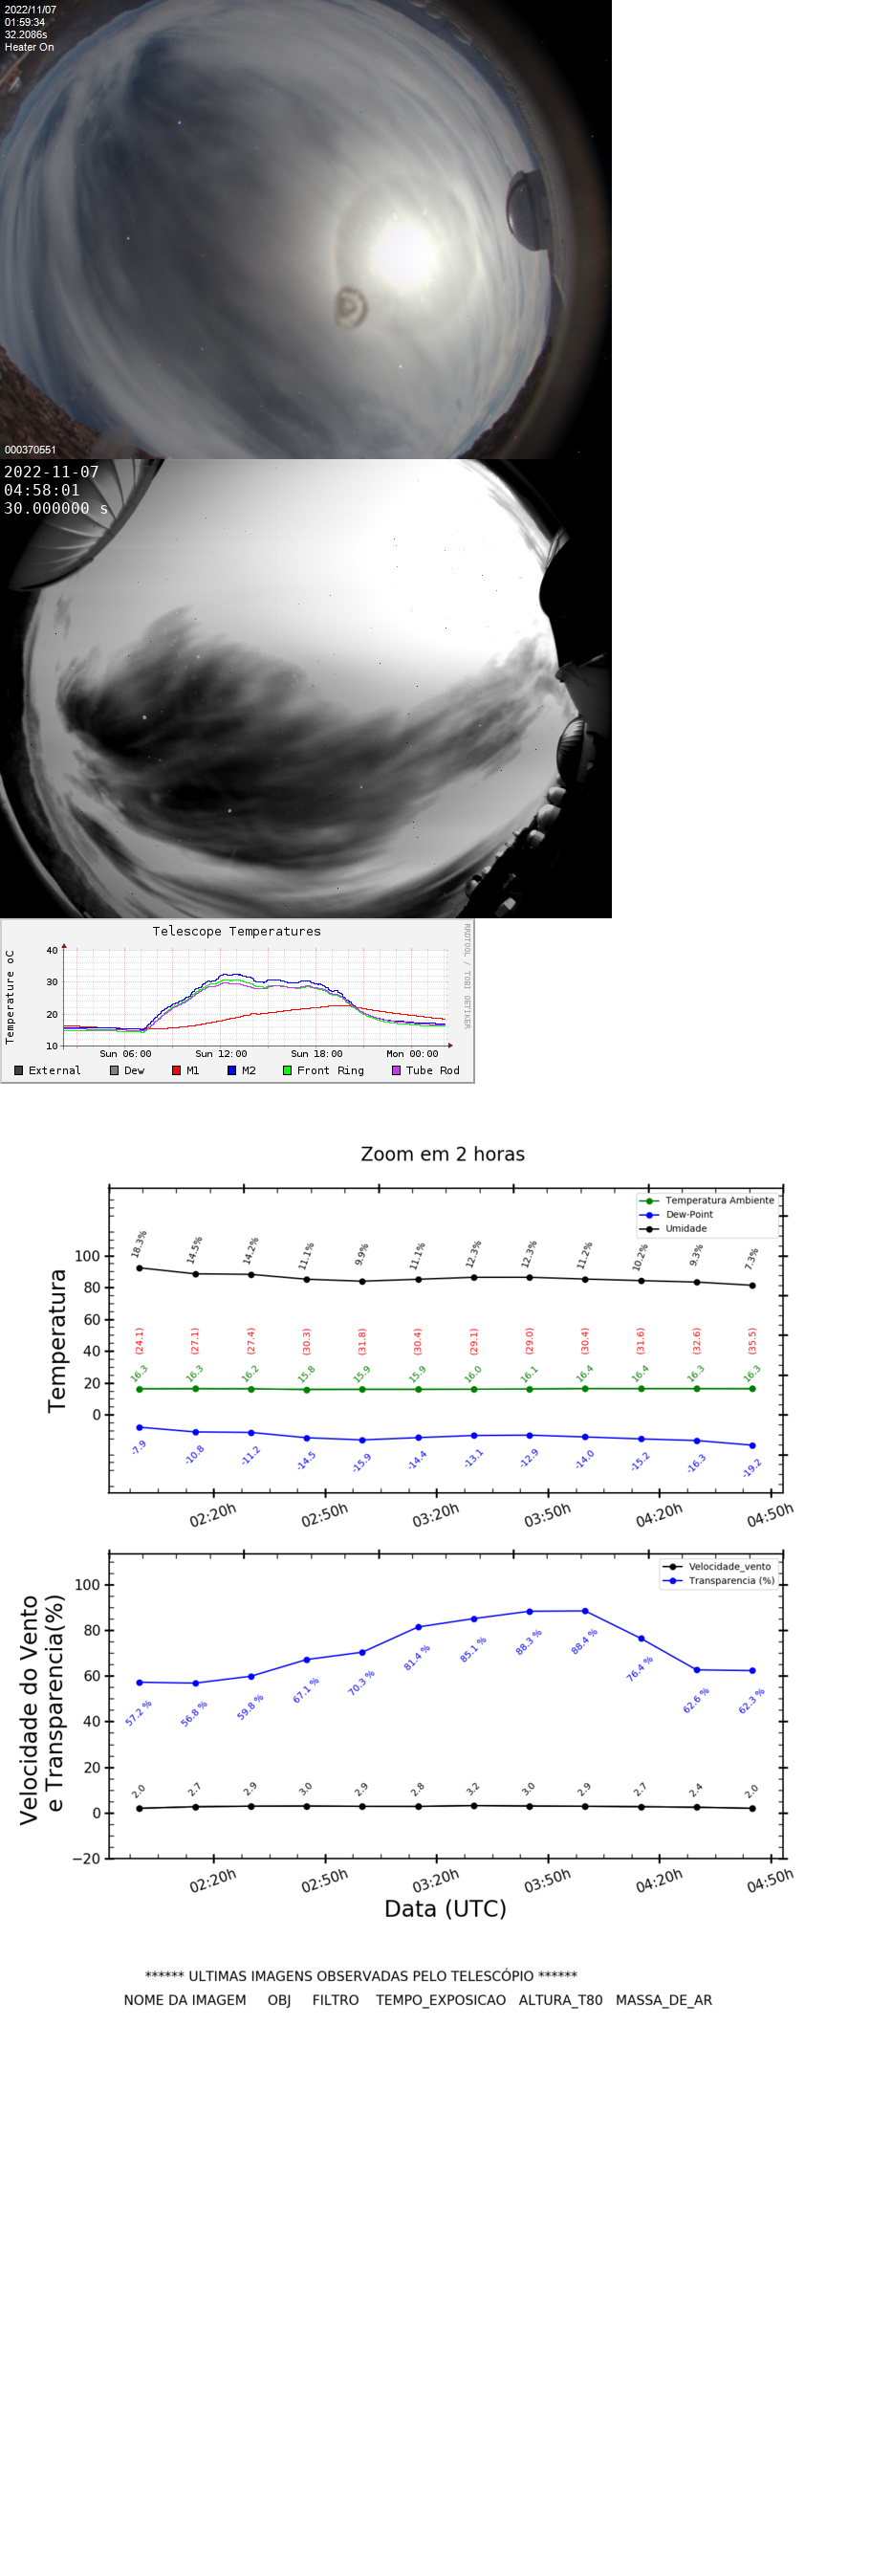 2022/11/07
01:59:34
32.2086s
Heater On
000370551
2022-11-07
04:58:01
30.000000 s
Telescope Temperatures
RRDTOOL / TOBI OETIKER
Temperature oC
40
30
20
10
Sun 06:00 Sun 12:00 Sun 18:00 Mon 00:00
External Dew M1 M2 Front Ring Tube Rod
Zoom em 2 horas
Temperatura Ambiente
Dew-Point
Umidade
Temperatura
100
80
60
40
20
0
18.3% 14.5% 14.2% 11.1% 9.9% 11.1% 12.3% 12.3% 11.2% 10.2% 9.3% 7.3%
(24.1) (27.1) (27.4) (30.3) (31.8) (30.4) (29.1) (29.0) (30.4) (31.6) (32.6) (35.5)
16.3 16.3 16.2 15.8 15.9 15.9 16.0 16.1 16.4 16.4 16.3 16.3
-7.9 -10.8 -11.2 -14.5 -15.9 -14.4 -13.1 -12.9 -14.0 -15.2 -16.3 -19.2
02:20h 02:50h 03:20h 03:50h 04:20h 04:50h
Velocidade_vento
Transparencia (%)
Velocidade do Vento
e Transparencia(%)
100
80
60
40
20
0
−20
57.2 % 56.8 % 59.8 % 67.1 % 70.3 % 81.4 % 85.1 % 88.3 % 88.4 % 76.4 % 62.6 % 62.3 %
2.0 2.7 2.9 3.0 2.9 2.8 3.2 3.0 2.9 2.7 2.4 2.0
02:20h 02:50h 03:20h 03:50h 04:20h 04:50h
Data (UTC)
****** ULTIMAS IMAGENS OBSERVADAS PELO TELESCÓPIO ******
NOME DA IMAGEM OBJ FILTRO TEMPO_EXPOSICAO ALTURA_T80 MASSA_DE_AR